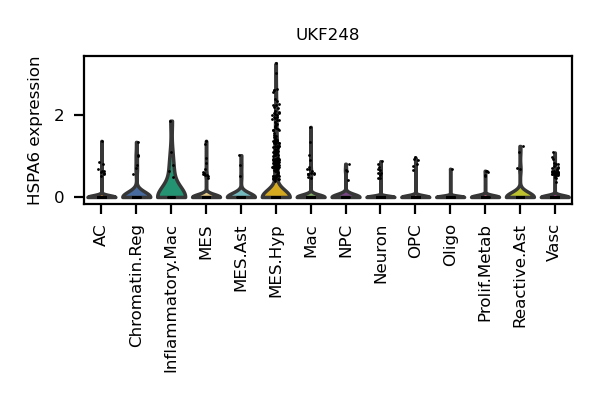 UKF248
HSPA6 expression
2
0
AC
Chromatin.Reg
Inflammatory.Mac
MES
MES.Ast
MES.Hyp
Mac
NPC
Neuron
OPC
Oligo
Prolif.Metab
Reactive.Ast
Vasc